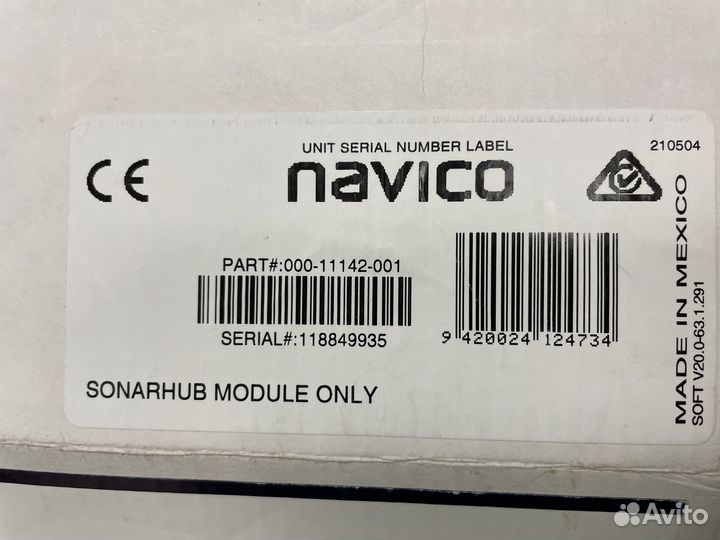 UNIT SERIAL NUMBER LABEL
210504
CE
navico
PART#:000-11142-001
SERIAL#:118849935
9 420024 124734
SONARHUB MODULE ONLY
MADE IN MEXICO
SOFT V20.0-63.1.291
Avito